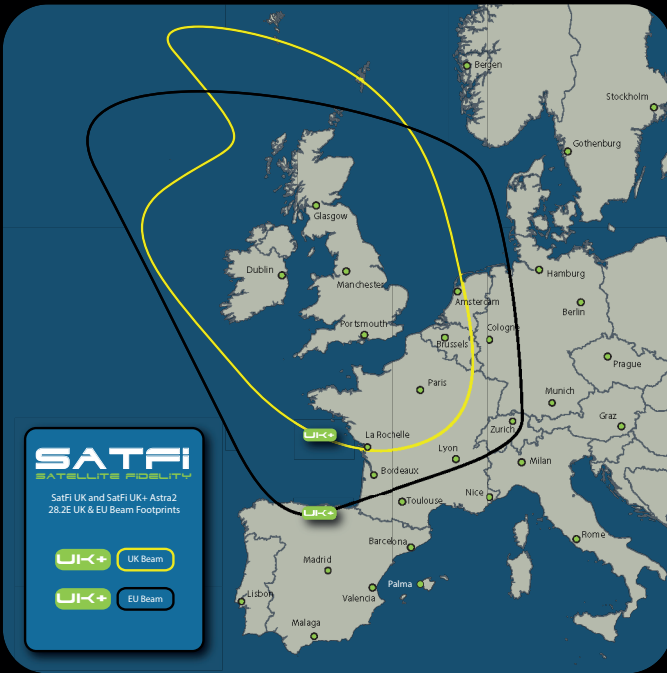 Bergen
Stockholm
Gothenburg
Glasgow
Dublin
Manchester
Hamburg
Amsterdam
Berlin
Portsmouth
Cologne
Brussels
Prague
Paris
Munich
Graz
Zurich
UK+
La Rochelle
Lyon
Milan
Bordeaux
Nice
Toulouse
UK+
Rome
Barcelona
Madrid
Palma
Valencia
Lisbon
Malaga
SATFi
SATELLITE FIDELITY
SatFi UK and SatFi UK+ Astra2
28.2E UK & EU Beam Footprints
UK+ UK Beam
UK+ EU Beam